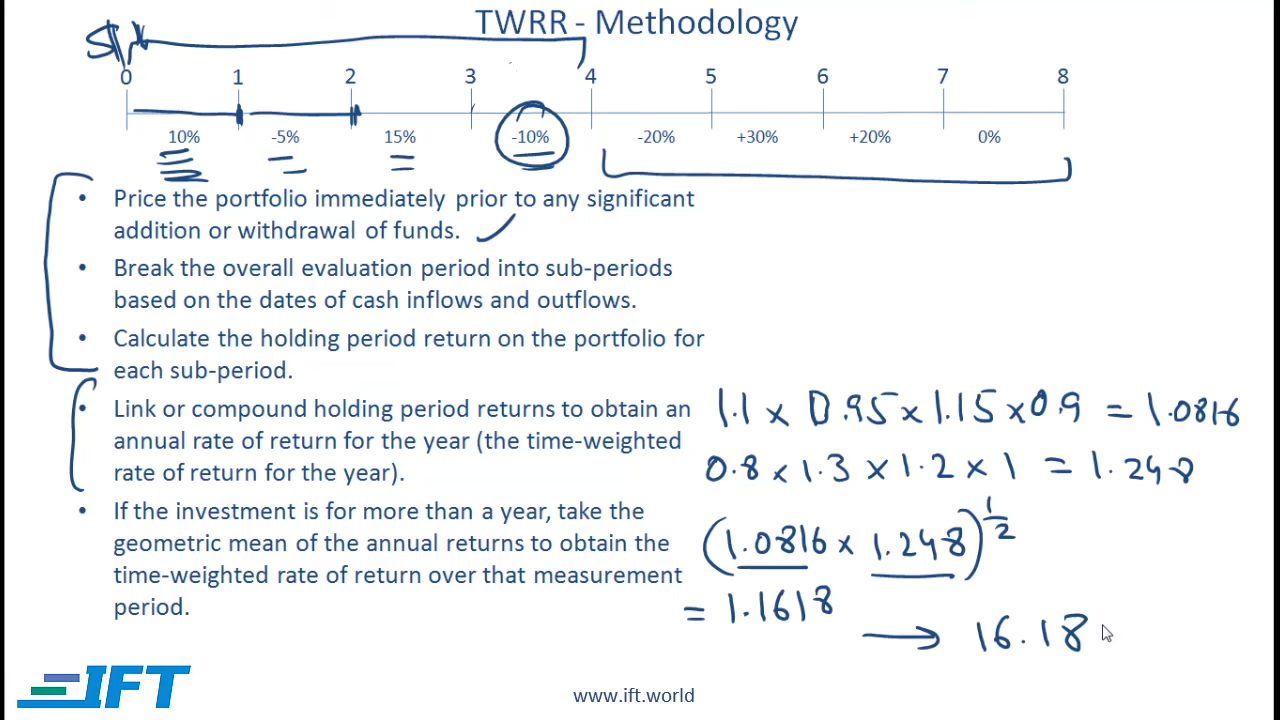 TWRR - Methodology
0 1 2 3 4 5 6 7 8
10% -5% 15% -10% -20% +30% +20% 0%
• Price the portfolio immediately prior to any significant
addition or withdrawal of funds.
• Break the overall evaluation period into sub-periods
based on the dates of cash inflows and outflows.
• Calculate the holding period return on the portfolio for
each sub-period.
• Link or compound holding period returns to obtain an
annual rate of return for the year (the time-weighted
rate of return for the year).
1.1 x 0.95 x 1.15 x 0.9 = 1.0816
0.8 x 1.3 x 1.2 x 1 = 1.248
• If the investment is for more than a year, take the
geometric mean of the annual returns to obtain the
time-weighted rate of return over that measurement
period.
(1.0816 x 1.248)^1/2
= 1.1618
→ 16.18
IFT
www.ift.world